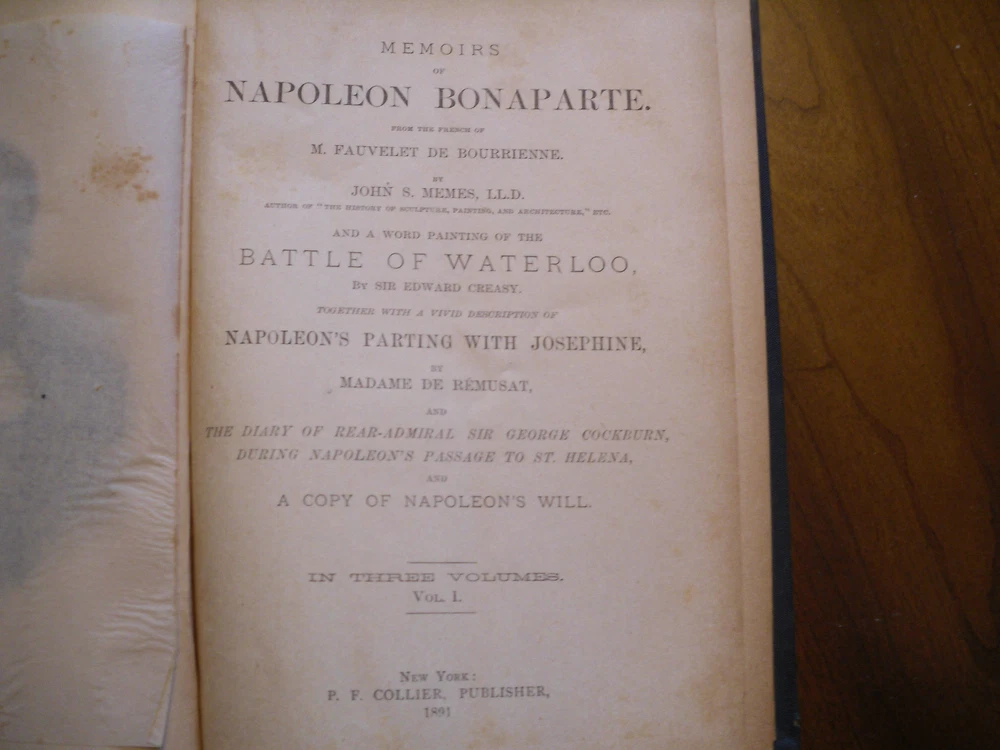 MEMOIRS
OF
NAPOLEON BONAPARTE.
FROM THE FRENCH OF
M. FAUVELET DE BOURRIENNE.
BY
JOHN S. MEMES, LL.D.
AUTHOR OF "THE HISTORY OF SCULPTURE, PAINTING, AND ARCHITECTURE," ETC.
AND A WORD PAINTING OF THE
BATTLE OF WATERLOO,
BY SIR EDWARD CREASY.
TOGETHER WITH A VIVID DESCRIPTION OF
NAPOLEON'S PARTING WITH JOSEPHINE,
BY
MADAME DE RÉMUSAT,
AND
THE DIARY OF REAR-ADMIRAL SIR GEORGE COCKBURN,
DURING NAPOLEON'S PASSAGE TO ST. HELENA,
AND
A COPY OF NAPOLEON'S WILL.
IN THREE VOLUMES.
VOL. I.
NEW YORK:
P. F. COLLIER, PUBLISHER,
1891